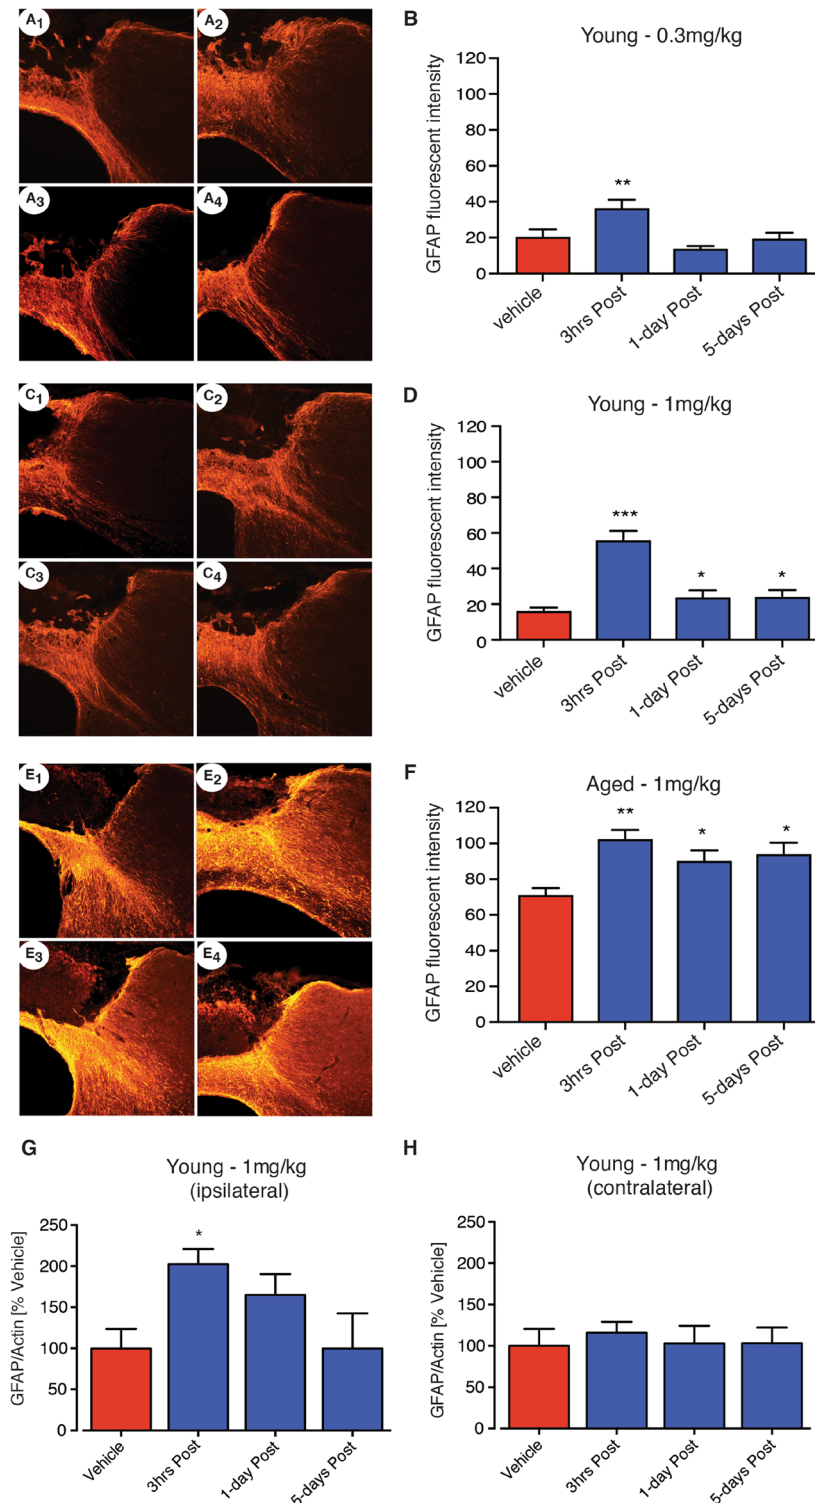 A1
A2
A3
A4
B
Young - 0.3mg/kg
GFAP fluorescent intensity
120
100
80
60
40
20
0
**
vehicle
3hrs Post
1-day Post
5-days Post
C1
C2
C3
C4
D
Young - 1mg/kg
GFAP fluorescent intensity
120
100
80
60
40
20
0
***
*
*
vehicle
3hrs Post
1-day Post
5-days Post
E1
E2
E3
E4
F
Aged - 1mg/kg
GFAP fluorescent intensity
120
100
80
60
40
20
0
**
*
*
vehicle
3hrs Post
1-day Post
5-days Post
G
Young - 1mg/kg
(ipsilateral)
GFAP/Actin [% Vehicle]
250
200
150
100
50
0
*
Vehicle
3hrs Post
1-day Post
5-days Post
H
Young - 1mg/kg
(contralateral)
GFAP/Actin [% Vehicle]
250
200
150
100
50
0
Vehicle
3hrs Post
1-day Post
5-days Post